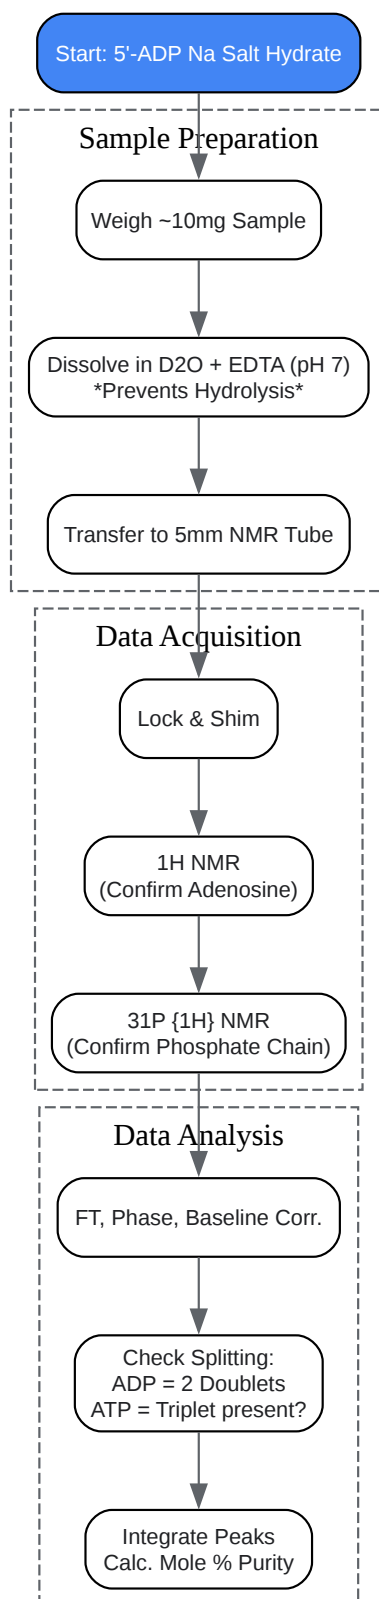 Start: 5'-ADP Na Salt Hydrate
Sample Preparation
Weigh ~10mg Sample
Dissolve in D2O + EDTA (pH 7)
*Prevents Hydrolysis*
Transfer to 5mm NMR Tube
Data Acquisition
Lock & Shim
1H NMR
(Confirm Adenosine)
31P {1H} NMR
(Confirm Phosphate Chain)
Data Analysis
FT, Phase, Baseline Corr.
Check Splitting:
ADP = 2 Doublets
ATP = Triplet present?
Integrate Peaks
Calc. Mole % Purity